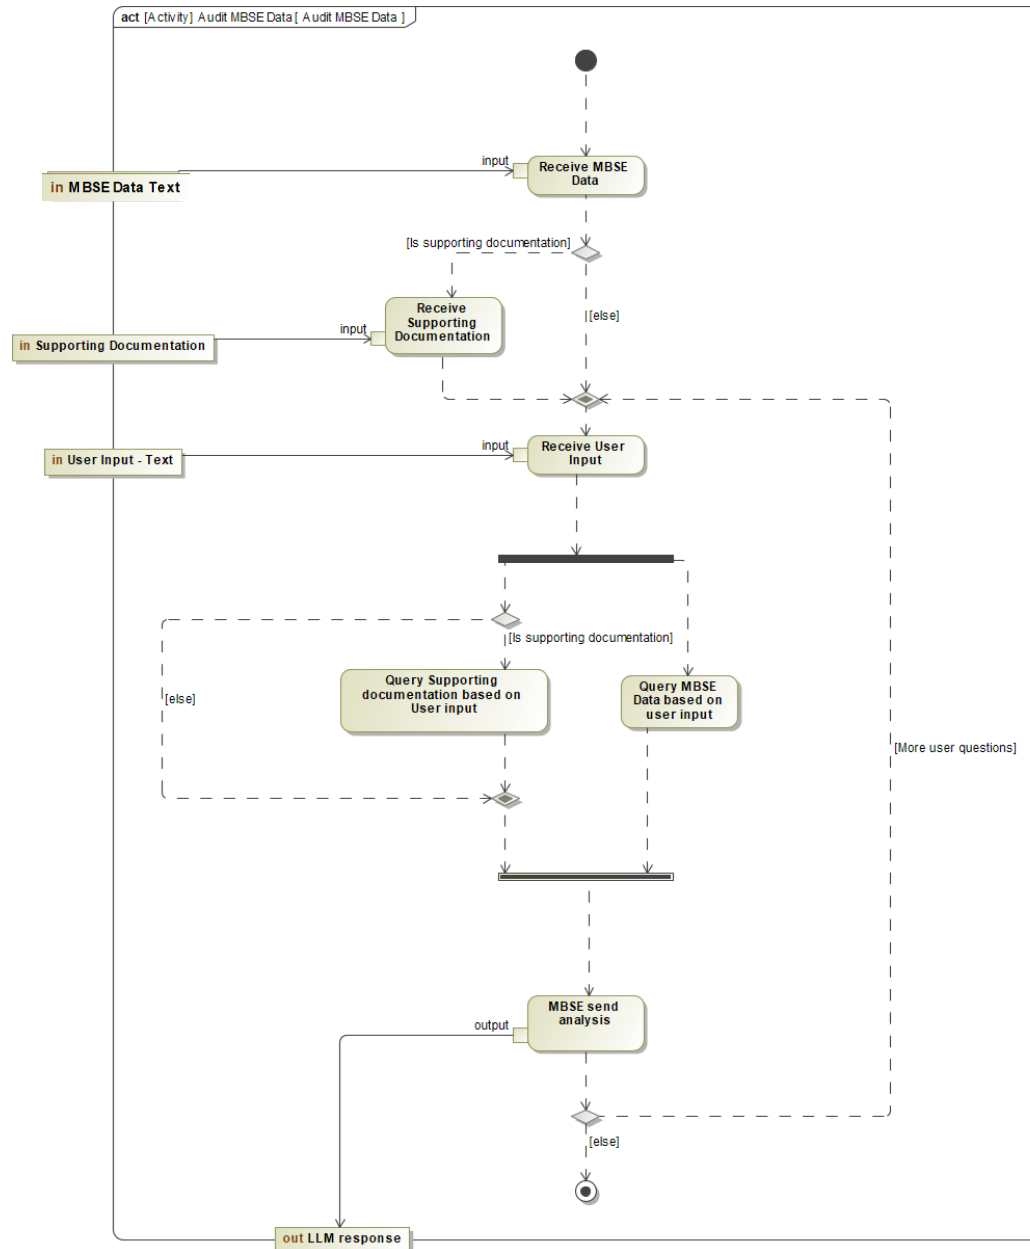 act [Activity] Audit MBSE Data [ Audit MBSE Data ]
input
Receive MBSE
Data
in MBSE Data Text
[Is supporting documentation]
Receive
Supporting
Documentation
[else]
input
in Supporting Documentation
input
Receive User
Input
in User Input - Text
[Is supporting documentation]
Query Supporting
documentation based on
User input
Query MBSE
Data based on
user input
[else]
[More user questions]
MBSE send
analysis
output
[else]
out LLM response